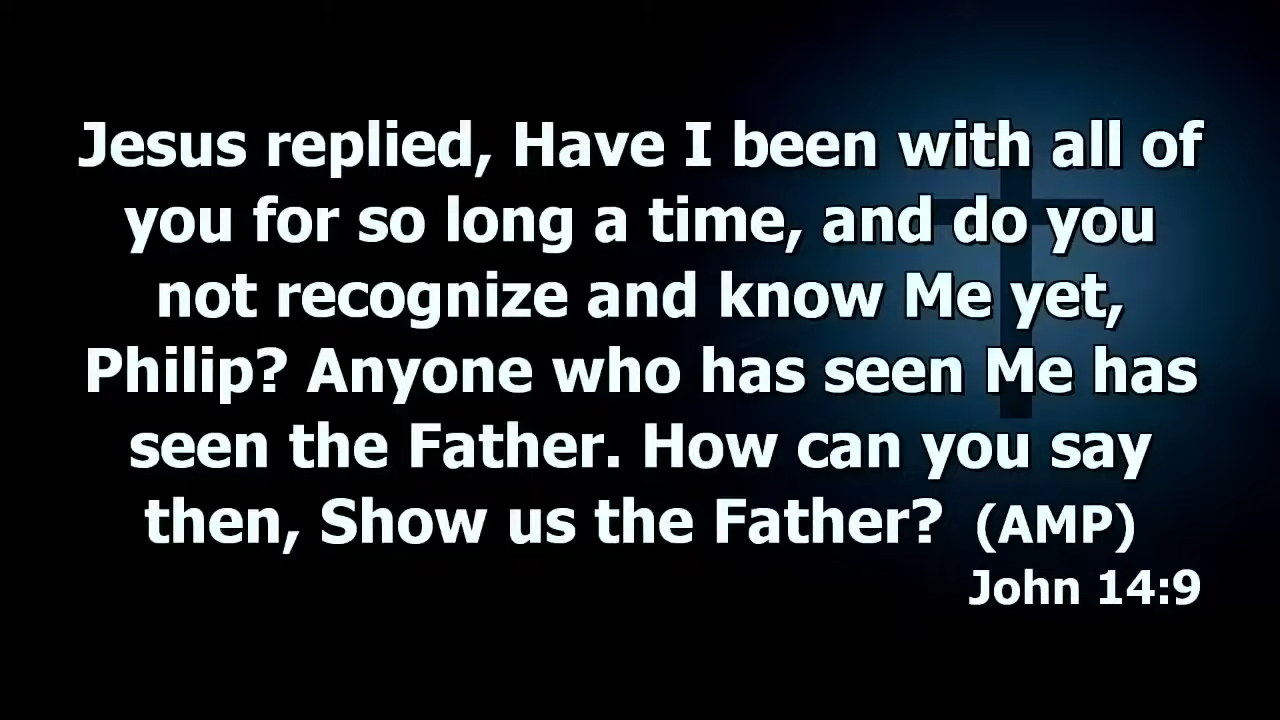 Jesus replied, Have I been with all of
you for so long a time, and do you
not recognize and know Me yet,
Philip? Anyone who has seen Me has
seen the Father. How can you say
then, Show us the Father? (AMP)
John 14:9